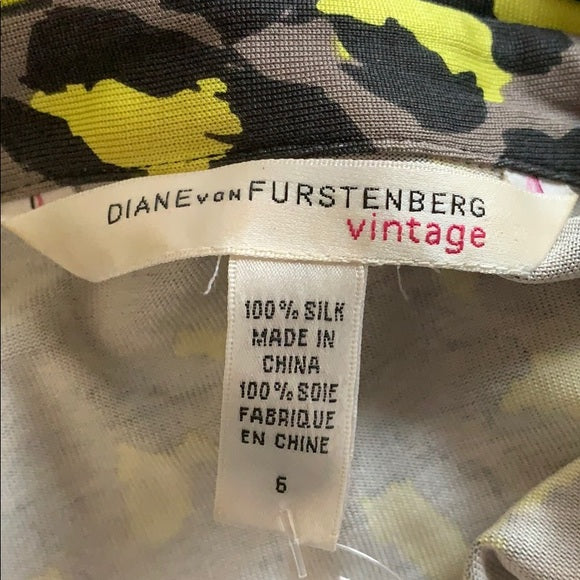 DIANE von FURSTENBERG
vintage
100% SILK
MADE IN
CHINA
100% SOIE
FABRIQUE
EN CHINE
6